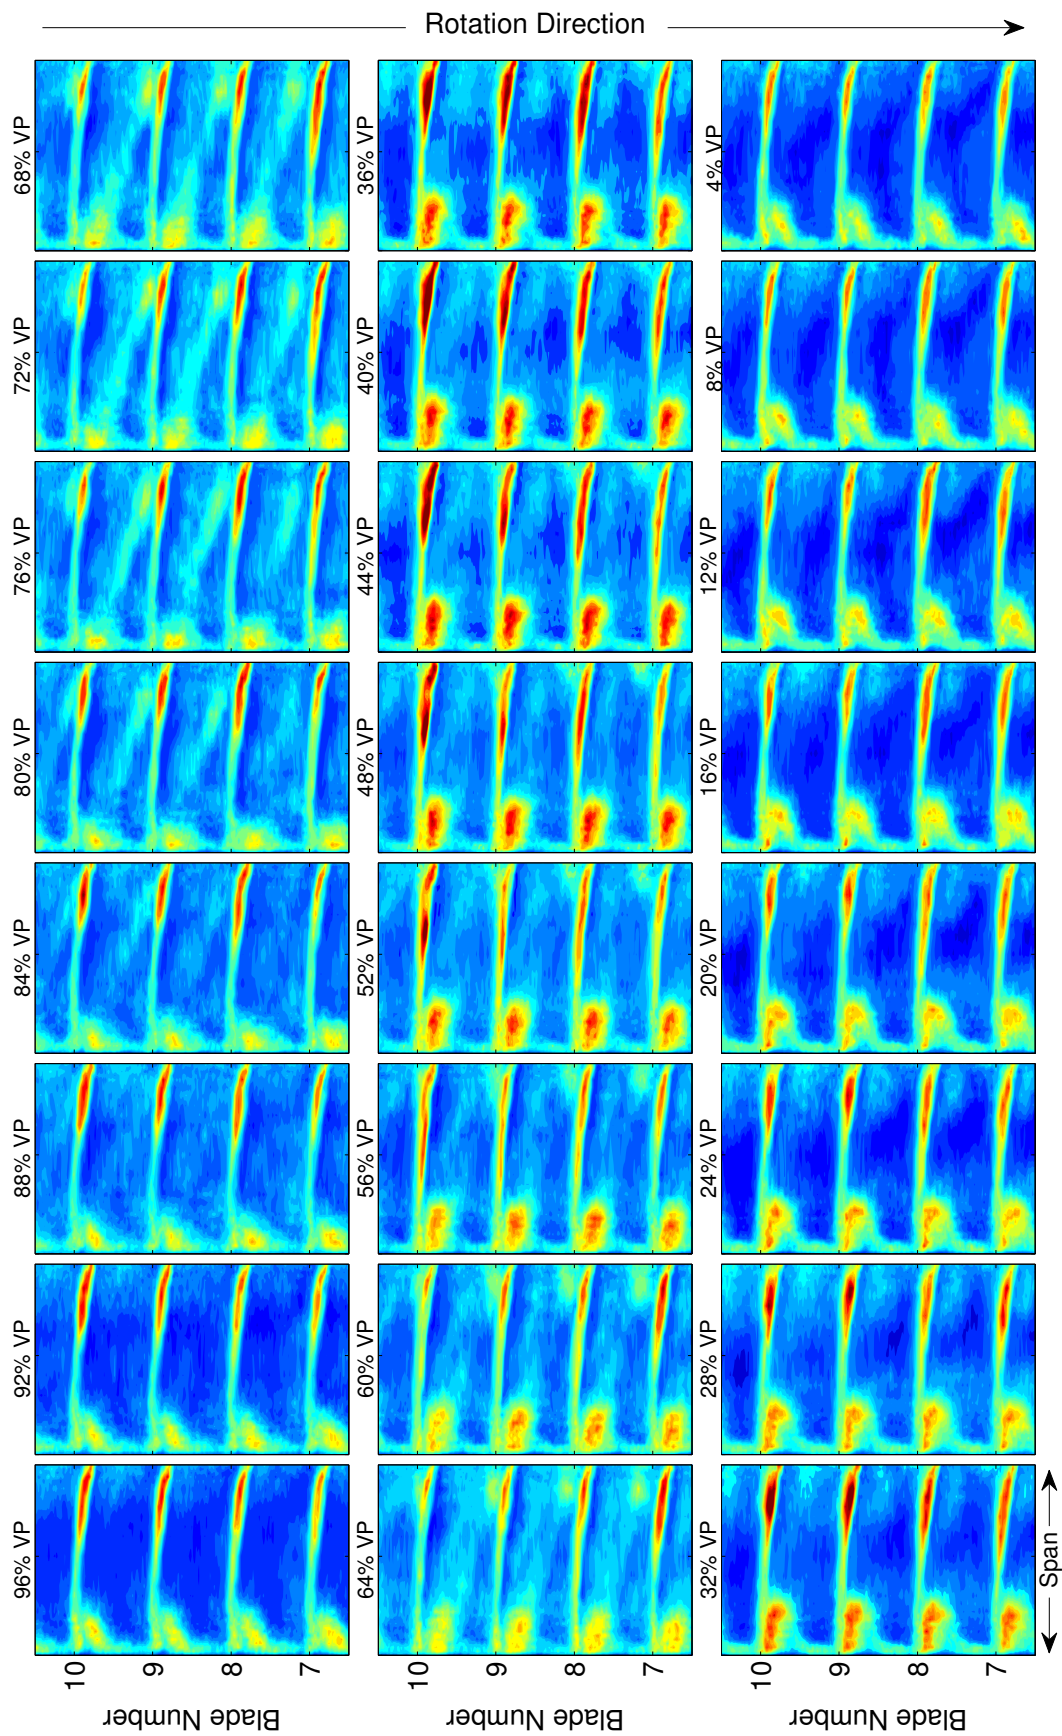 Rotation Direction
68% VP
36% VP
4% VP
72% VP
40% VP
8% VP
76% VP
44% VP
12% VP
80% VP
48% VP
16% VP
84% VP
52% VP
20% VP
88% VP
56% VP
24% VP
92% VP
60% VP
28% VP
96% VP
64% VP
32% VP
Span
10 9 8 7
10 9 8 7
10 9 8 7
Blade Number
Blade Number
Blade Number